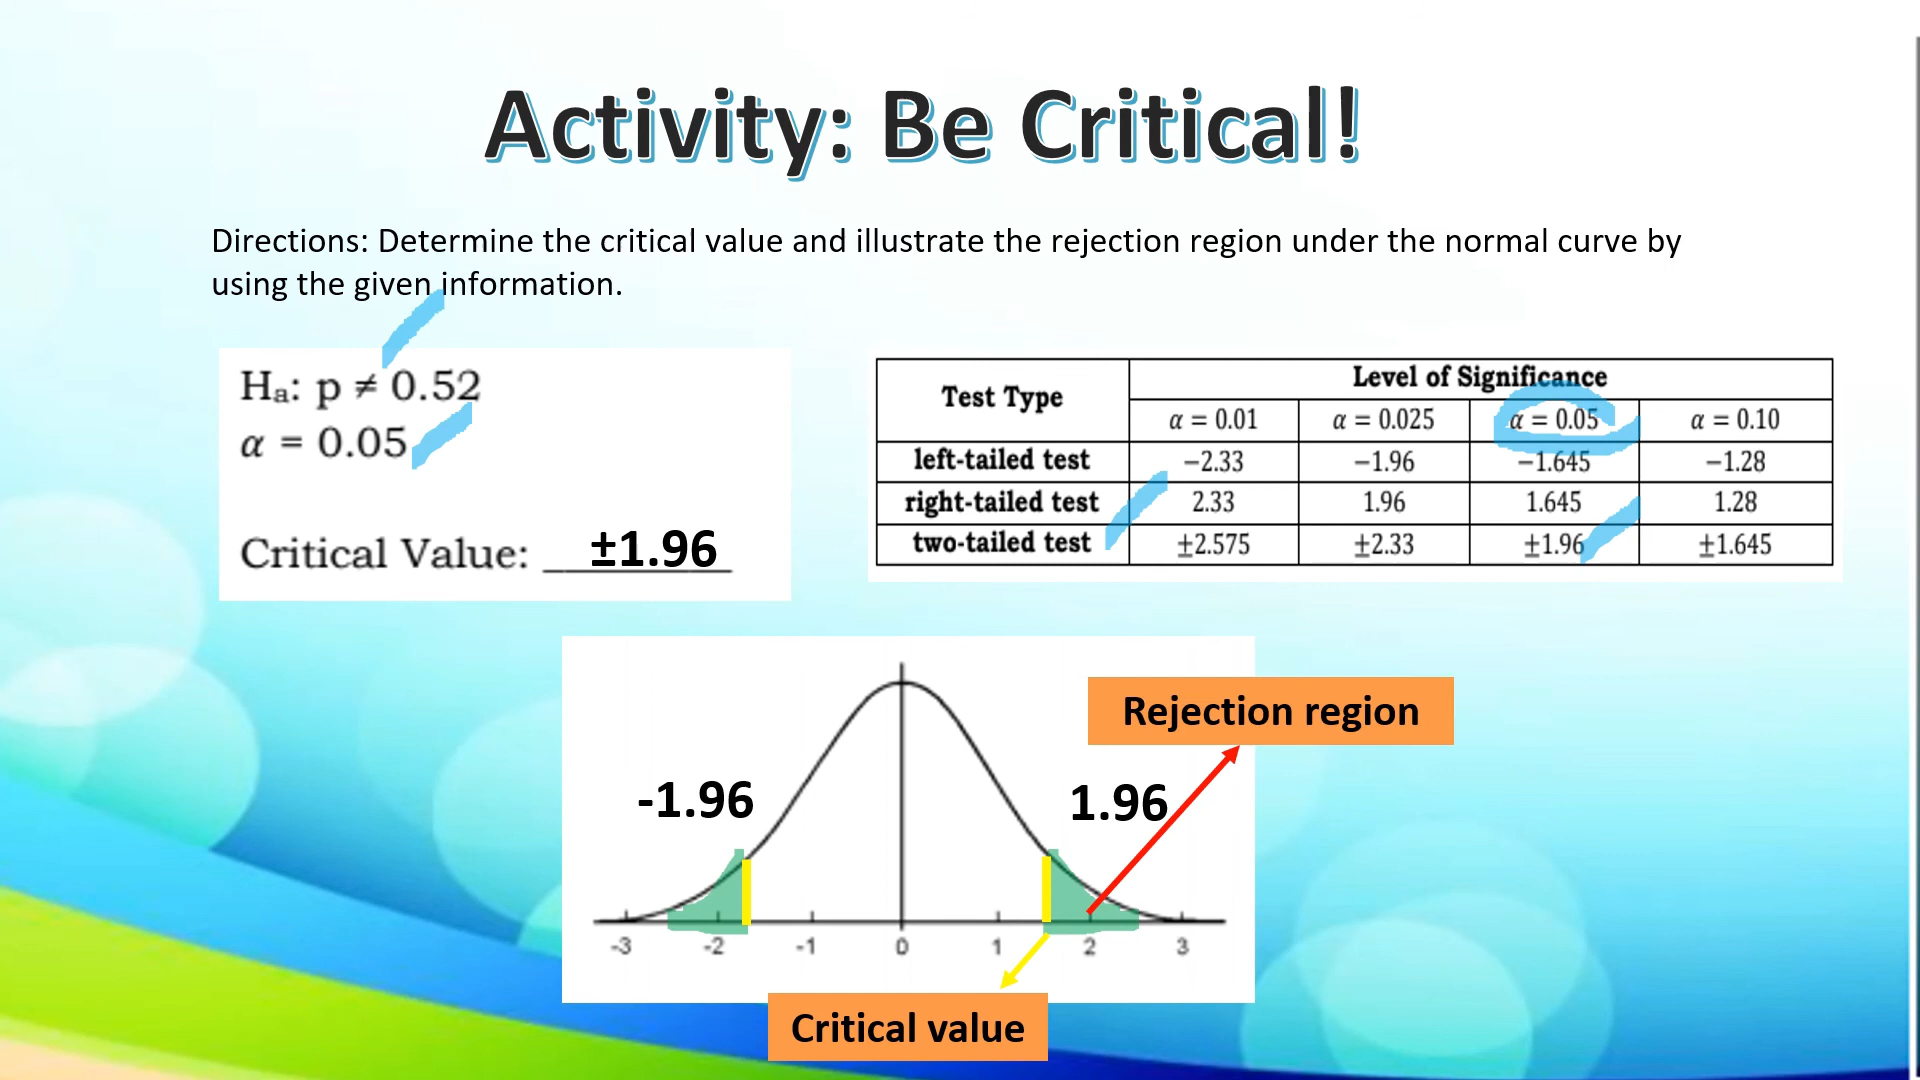 Activity: Be Critical!
Directions: Determine the critical value and illustrate the rejection region under the normal curve by
using the given information.
Hₐ: p ≠ 0.52
α = 0.05
Critical Value: ±1.96
Test Type Level of Significance
α = 0.01 α = 0.025 α = 0.05 α = 0.10
left-tailed test −2.33 −1.96 −1.645 −1.28
right-tailed test 2.33 1.96 1.645 1.28
two-tailed test ±2.575 ±2.33 ±1.96 ±1.645
Rejection region
-1.96 1.96
-3 -2 -1 0 1 2 3
Critical value